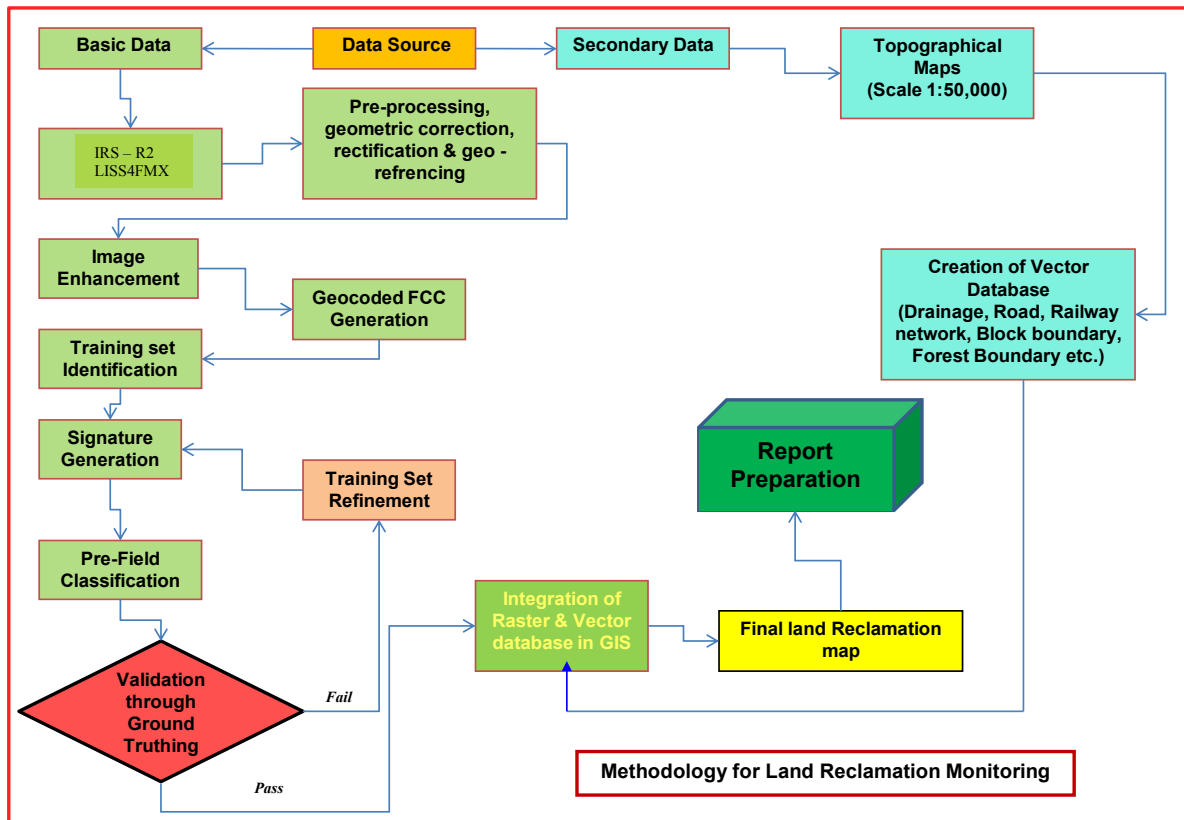 Basic Data
Data Source
Secondary Data
Topographical
Maps
(Scale 1:50,000)
IRS – R2
LISS4FMX
Pre-processing,
geometric correction,
rectification & geo -
refrencing
Image
Enhancement
Geocoded FCC
Generation
Creation of Vector
Database
(Drainage, Road, Railway
network, Block boundary,
Forest Boundary etc.)
Training set
Identification
Signature
Generation
Training Set
Refinement
Report
Preparation
Pre-Field
Classification
Integration of
Raster & Vector
database in GIS
Final land Reclamation
map
Validation
through
Ground
Truthing
Fail
Pass
Methodology for Land Reclamation Monitoring